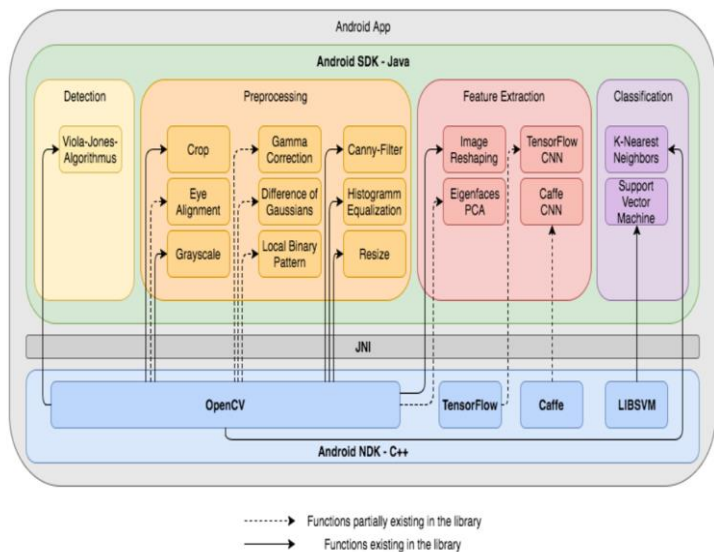 Android App
Android SDK - Java
Detection
Viola-Jones-
Algorithmus
Preprocessing
Crop
Gamma
Correction
Canny-Filter
Eye
Alignment
Difference of
Gaussians
Histogramm
Equalization
Grayscale
Local Binary
Pattern
Resize
Feature Extraction
Image
Reshaping
TensorFlow
CNN
Eigenfaces
PCA
Caffe
CNN
Classification
K-Nearest
Neighbors
Support
Vector
Machine
JNI
OpenCV
TensorFlow
Caffe
LIBSVM
Android NDK - C++
Functions partially existing in the library
Functions existing in the library